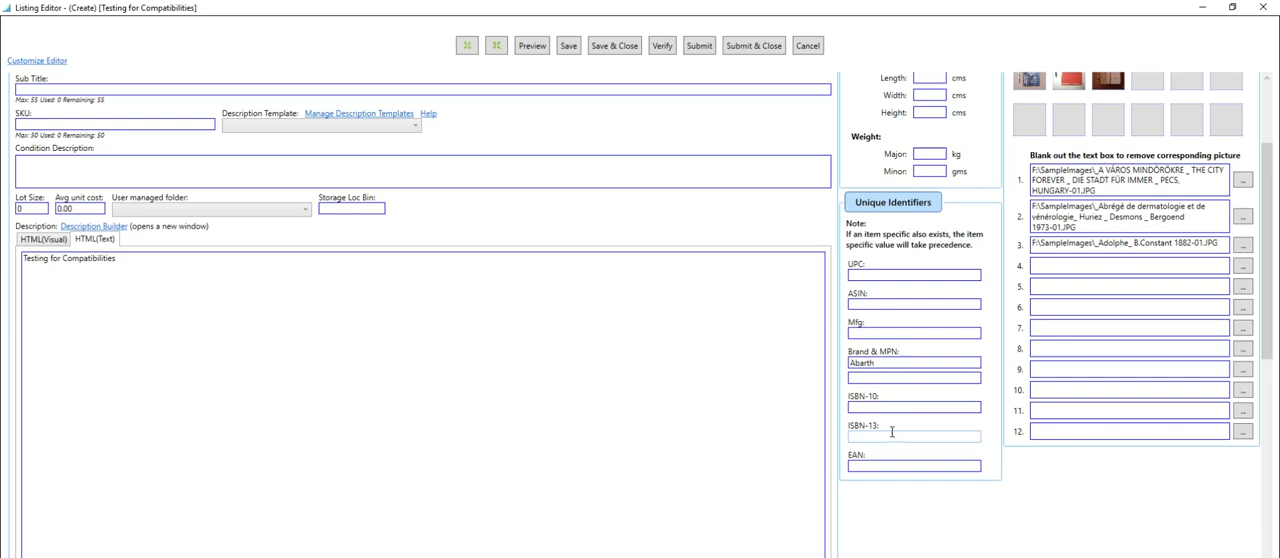 Listing Editor - (Create) [Testing for Compatibilities]
Preview Save Save & Close Verify Submit Submit & Close Cancel
Customize Editor
Sub Title:
Max: 55 Used: 0 Remaining: 55
SKU:
Description Template: Manage Description Templates Help
Max: 50 Used: 0 Remaining: 50
Condition Description:
Lot Size: Avg unit cost: User managed folder: Storage Loc Bin:
0 0.00
Description: Description Builder (opens a new window)
HTML(Visual) HTML(Text)
Testing for Compatibilities
Length: cms
Width: cms
Height: cms
Weight:
Major: kg
Minor: gms
Unique Identifiers
Note:
If an item specific also exists, the item
specific value will take precedence.
UPC:
ASIN:
Mfg:
Brand & MPN:
Abarth
ISBN-10:
ISBN-13:
EAN:
Blank out the text box to remove corresponding picture
1. F:\SampleImages\_A VÁROS MINDÖRÖKRE _ THE CITY
FOREVER _ DIE STADT FÜR IMMER _ PECS,
HUNGARY-01.JPG
...
2. F:\SampleImages\_Abrégé de dermatologie et de
vénérologie_ Huriez _ Desmons _ Bergoend
1973-01.JPG
...
3. F:\SampleImages\_Adolphe_ B.Constant 1882-01.JPG ...
4. ...
5. ...
6. ...
7. ...
8. ...
9. ...
10. ...
11. ...
12. ...